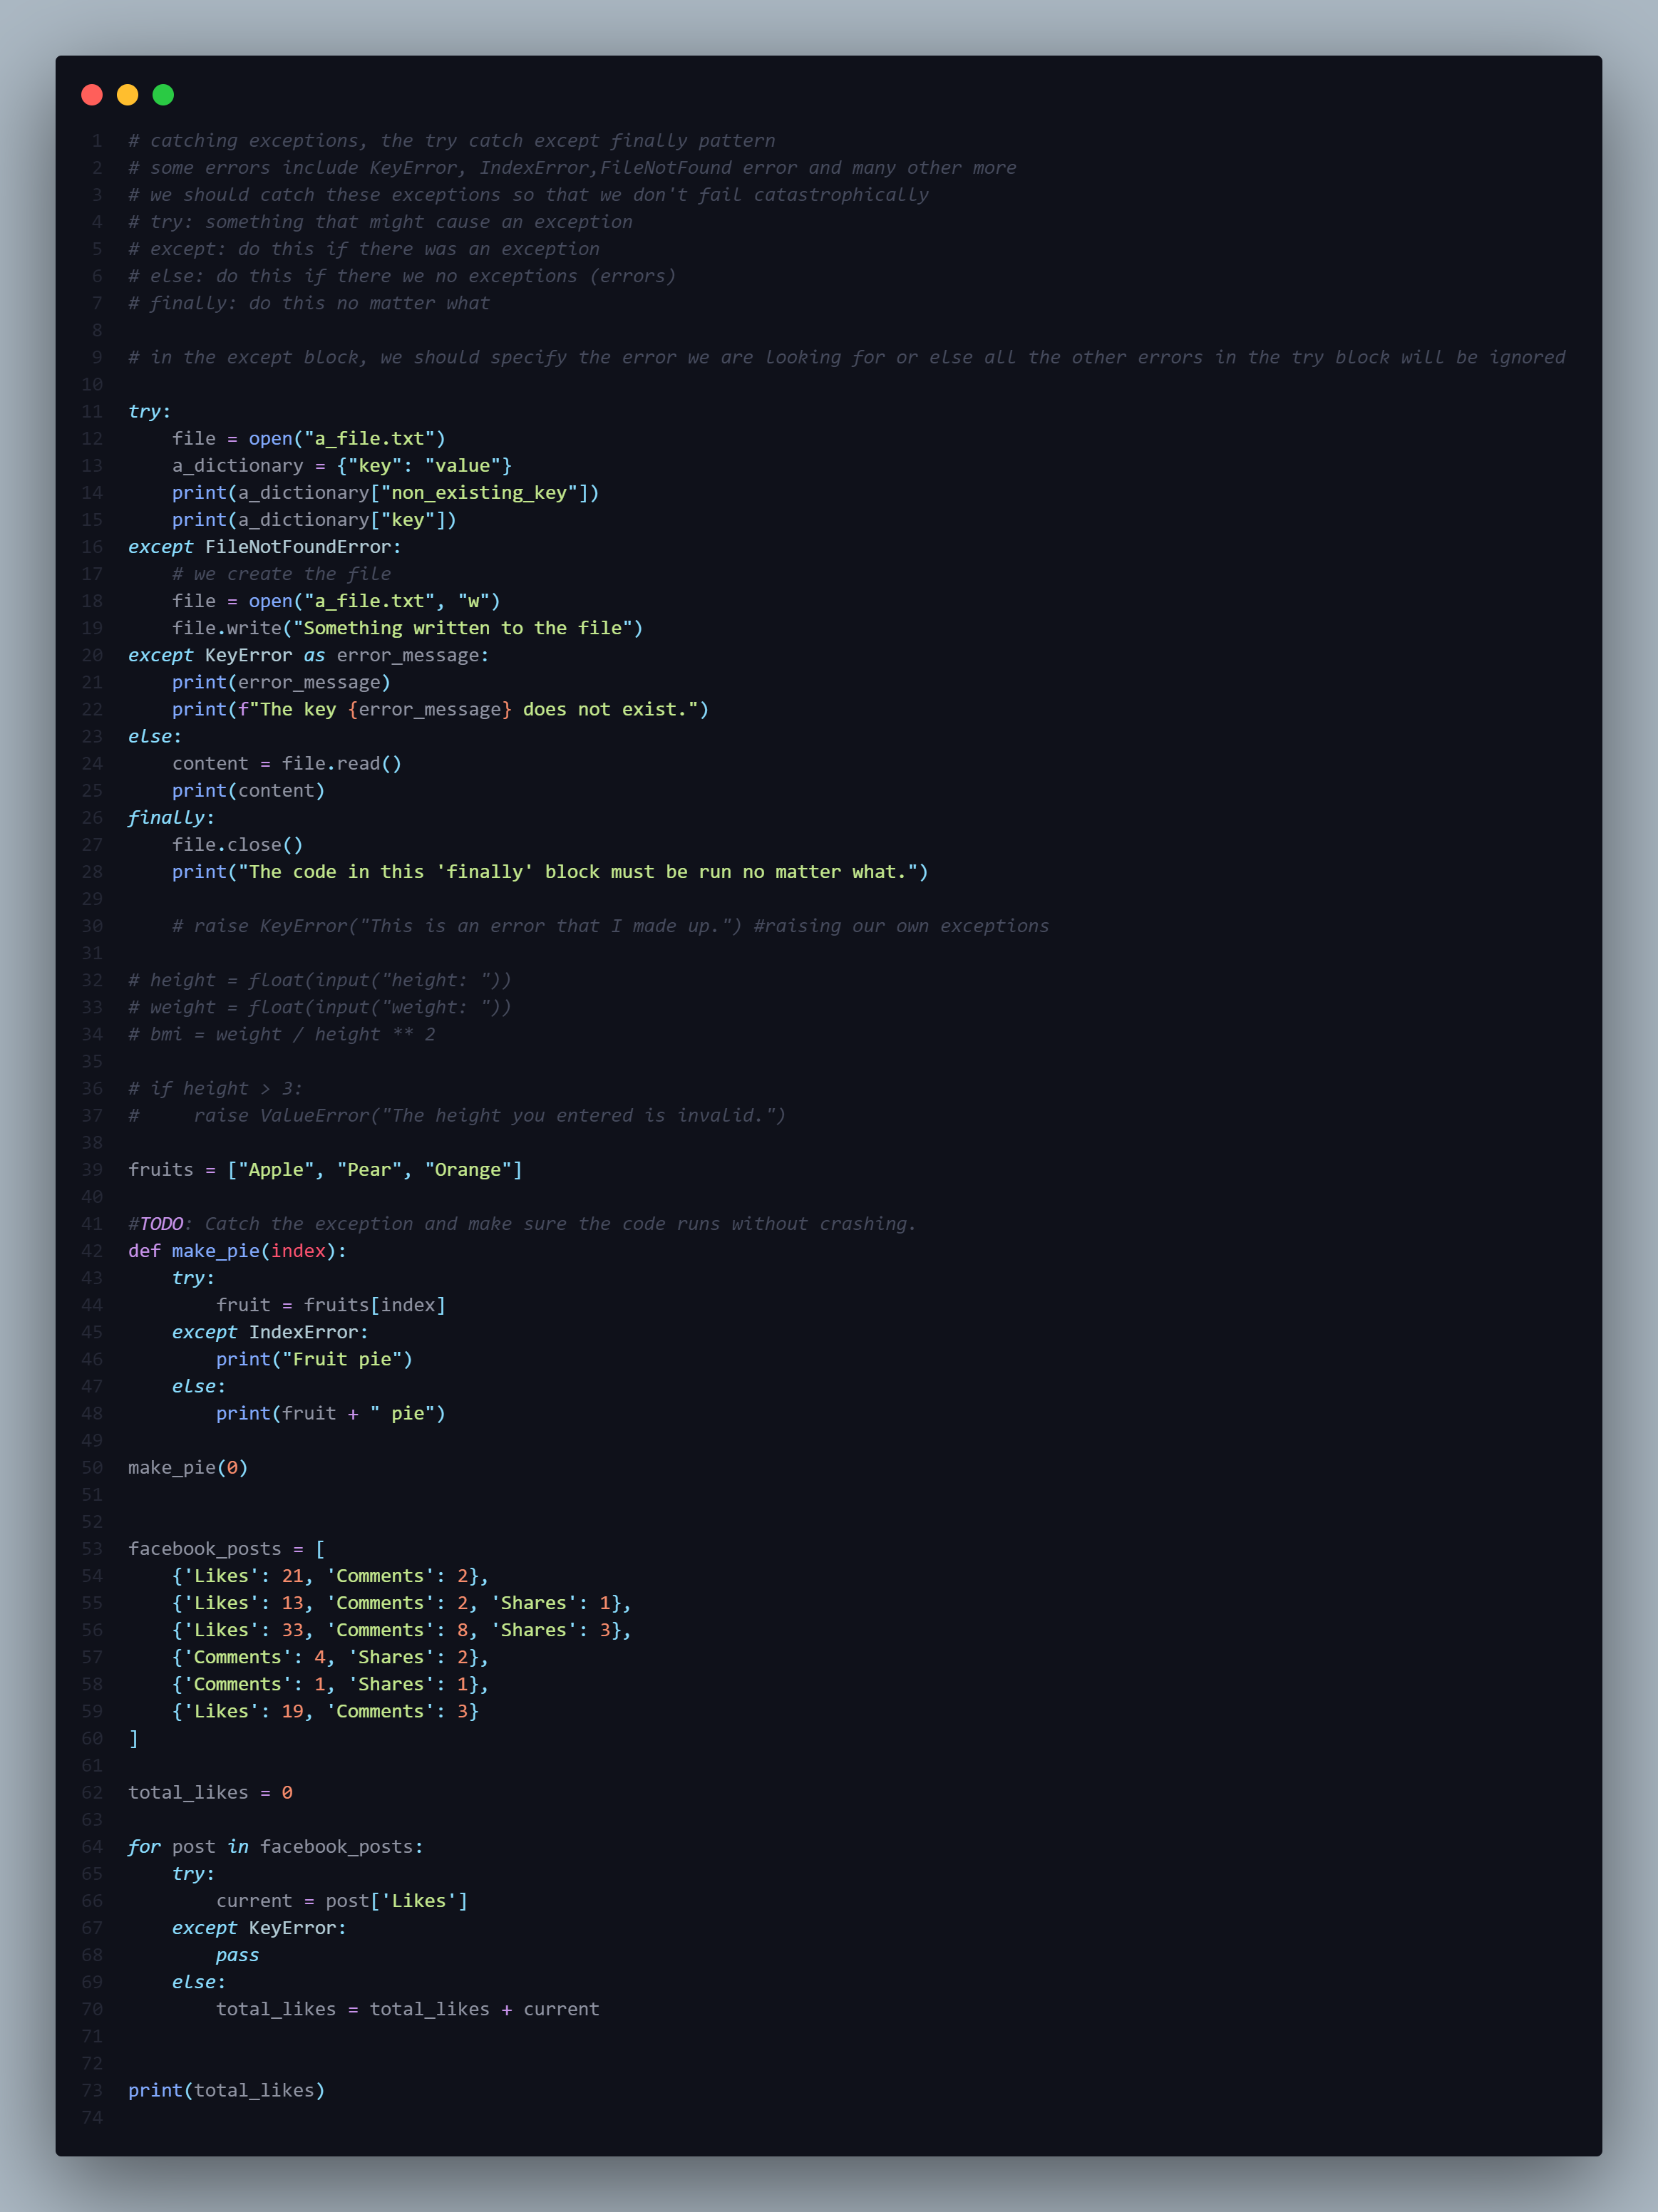 1 # catching exceptions, the try catch except finally pattern
2 # some errors include KeyError, IndexError,FileNotFound error and many other more
3 # we should catch these exceptions so that we don't fail catastrophically
4 # try: something that might cause an exception
5 # except: do this if there was an exception
6 # else: do this if there we no exceptions (errors)
7 # finally: do this no matter what
8
9 # in the except block, we should specify the error we are looking for or else all the other errors in the try block will be ignored
10
11 try:
12     file = open("a_file.txt")
13     a_dictionary = {"key": "value"}
14     print(a_dictionary["non_existing_key"])
15     print(a_dictionary["key"])
16 except FileNotFoundError:
17     # we create the file
18     file = open("a_file.txt", "w")
19     file.write("Something written to the file")
20 except KeyError as error_message:
21     print(error_message)
22     print(f"The key {error_message} does not exist.")
23 else:
24     content = file.read()
25     print(content)
26 finally:
27     file.close()
28     print("The code in this 'finally' block must be run no matter what.")
29
30     # raise KeyError("This is an error that I made up.") #raising our own exceptions
31
32 # height = float(input("height: "))
33 # weight = float(input("weight: "))
34 # bmi = weight / height ** 2
35
36 # if height > 3:
37 #     raise ValueError("The height you entered is invalid.")
38
39 fruits = ["Apple", "Pear", "Orange"]
40
41 #TODO: Catch the exception and make sure the code runs without crashing.
42 def make_pie(index):
43     try:
44         fruit = fruits[index]
45     except IndexError:
46         print("Fruit pie")
47     else:
48         print(fruit + " pie")
49
50 make_pie(0)
51
52
53 facebook_posts = [
54     {'Likes': 21, 'Comments': 2},
55     {'Likes': 13, 'Comments': 2, 'Shares': 1},
56     {'Likes': 33, 'Comments': 8, 'Shares': 3},
57     {'Comments': 4, 'Shares': 2},
58     {'Comments': 1, 'Shares': 1},
59     {'Likes': 19, 'Comments': 3}
60 ]
61
62 total_likes = 0
63
64 for post in facebook_posts:
65     try:
66         current = post['Likes']
67     except KeyError:
68         pass
69     else:
70         total_likes = total_likes + current
71
72
73 print(total_likes)
74